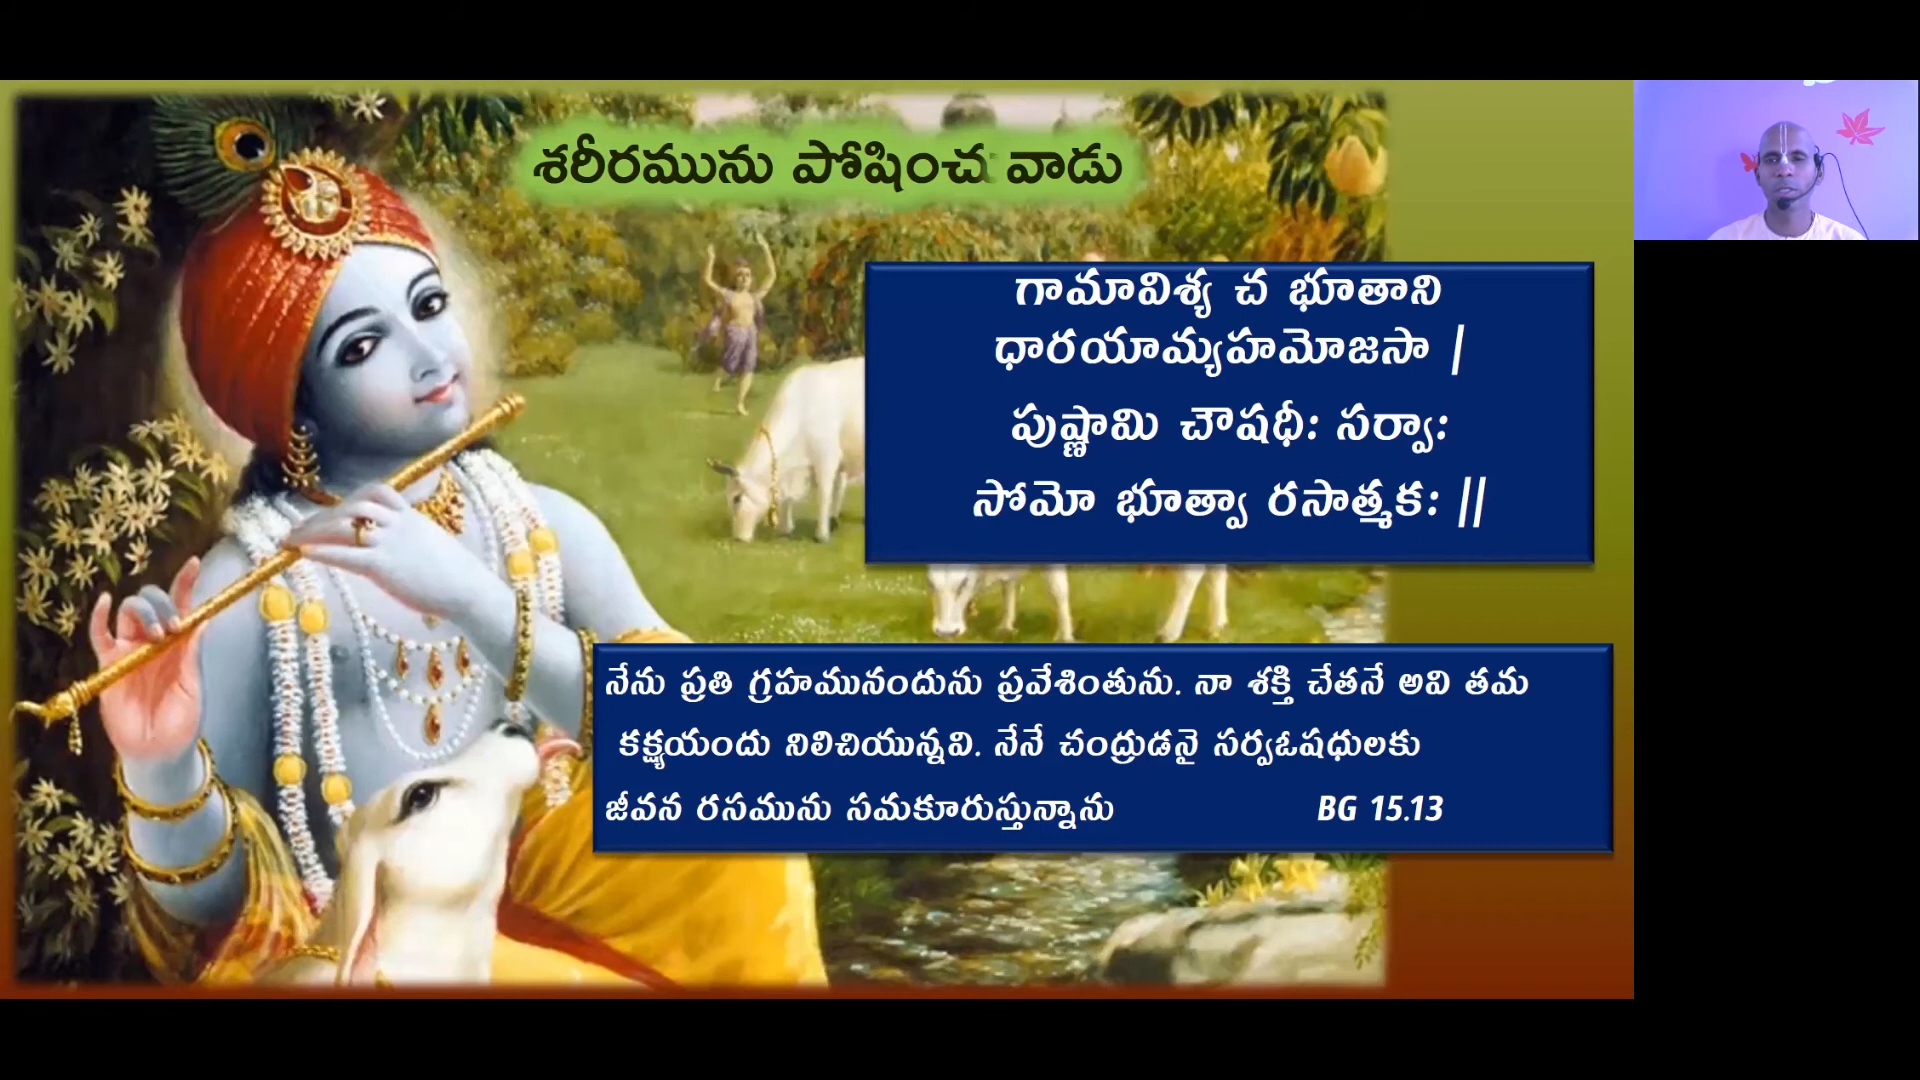 శరీరమును పోషించ వాడు
గామావిశ్య చ భూతాని
ధారయామ్యహమోజసా |
పుష్ణామి చౌషధీః సర్వాః
సోమో భూత్వా రసాత్మకః ||
నేను ప్రతి గ్రహమునందును ప్రవేశింతును. నా శక్తి చేతనే అవి తమ
కక్ష్యయందు నిలిచియున్నవి. నేనే చంద్రుడనై సర్వఓషధులకు
జీవన రసమును సమకూరుస్తున్నాను BG 15.13